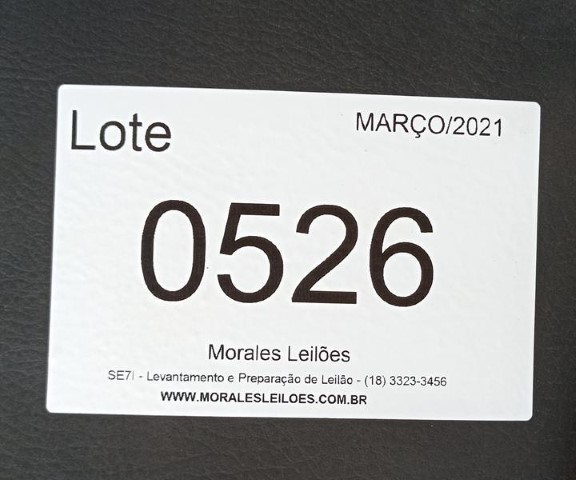 Lote
MARÇO/2021
0526
Morales Leilões
SE7I - Levantamento e Preparação de Leilão - (18) 3323-3456
WWW.MORALESLEILOES.COM.BR